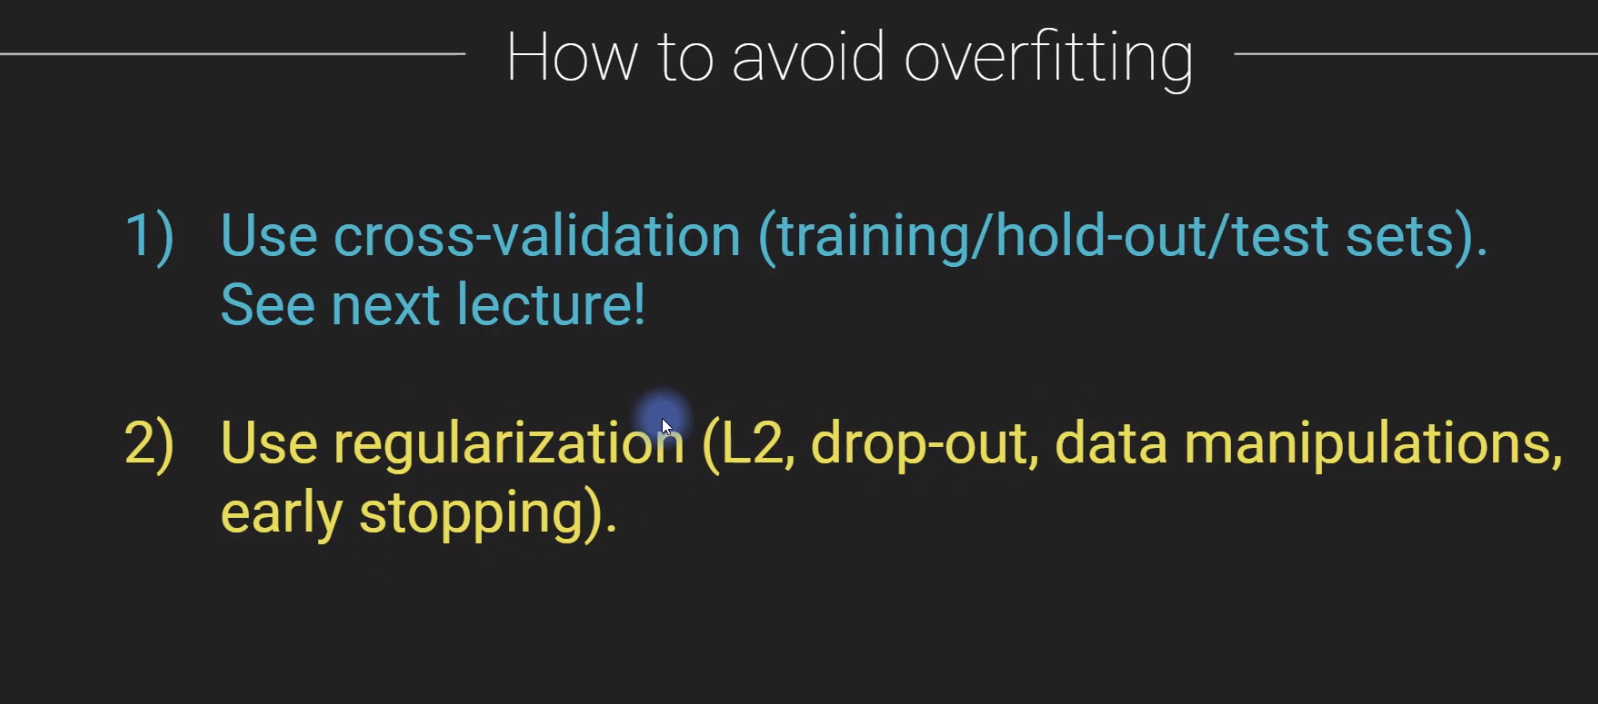 How to avoid overfitting
1) Use cross-validation (training/hold-out/test sets).
See next lecture!
2) Use regularization (L2, drop-out, data manipulations,
early stopping).